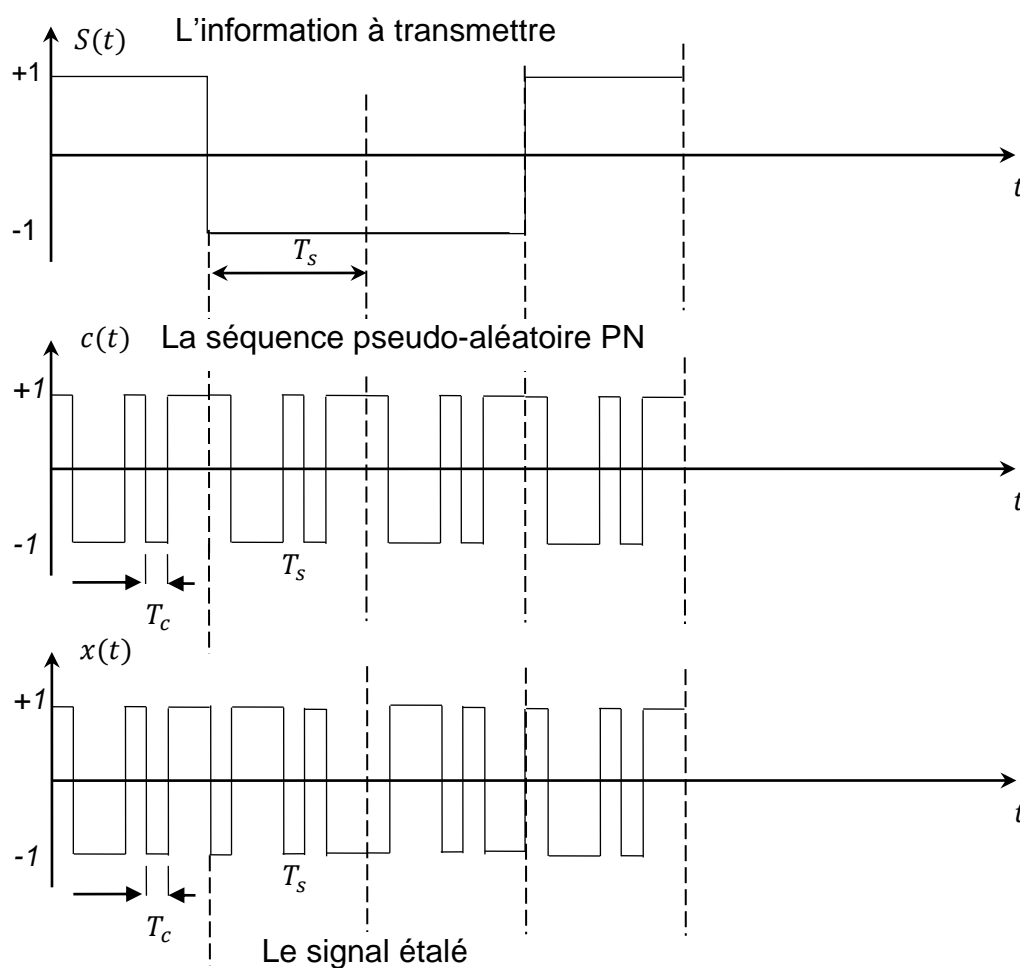 L'information à transmettre
S(t)
+1
t
-1
T_s
c(t) La séquence pseudo-aléatoire PN
+1
t
-1
T_s
T_c
x(t)
+1
t
-1
T_s
T_c
Le signal étalé